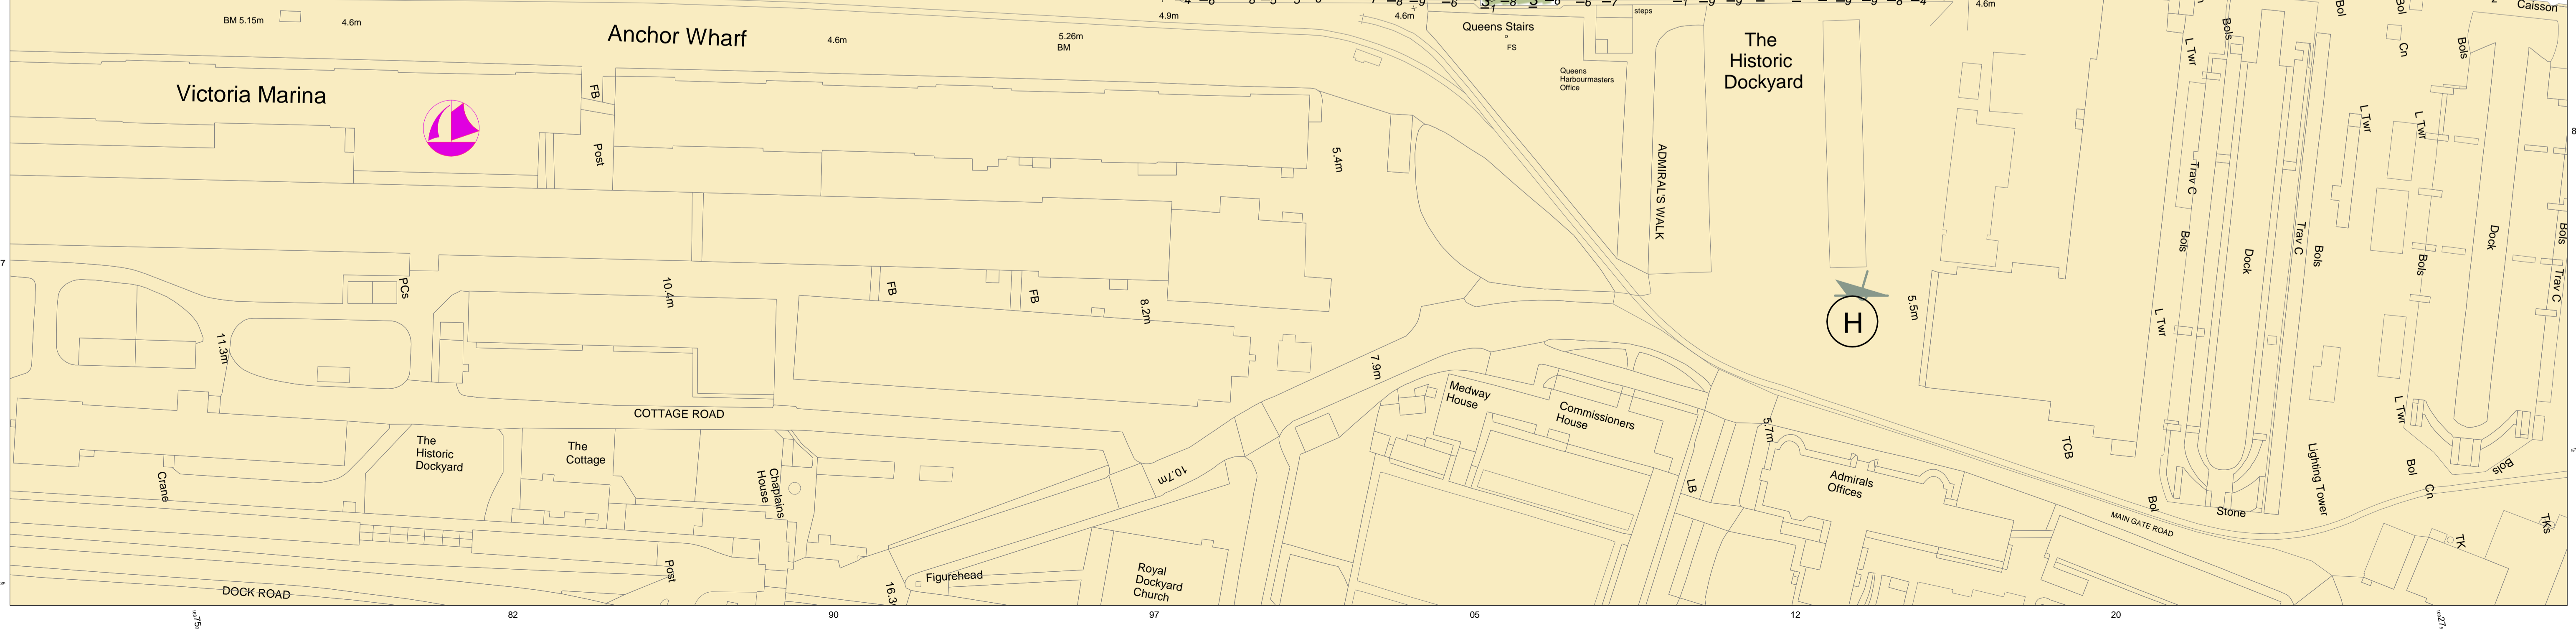 BM 5.15m
4.6m
Anchor Wharf
4.6m
5.26m
BM
4.9m
4.6m
Queens Stairs
FS
steps
Queens
Harbourmasters
Office
The
Historic
Dockyard
4.6m
Caisson
Victoria Marina
FB
Post
5.4m
ADMIRAL'S WALK
L Twr
Bols
Bol
Bol
Cn
Bols
L Twr
L Twr
Trav C
Bols
Dock
Trav C
Bols
Bols
Dock
Bols
Trav C
7
8
PCs
10.4m
FB
FB
8.2m
11.3m
H
5.5m
L Twr
7.9m
COTTAGE ROAD
Medway
House
Commissioners
House
5.7m
L Twr
The
Historic
Dockyard
The
Cottage
Chaplains
House
Crane
10.7m
LB
Admirals
Offices
TCB
Bol
Stone
Lighting Tower
Bol
Cn
Bols
MAIN GATE ROAD
TK
TKs
Post
16.3
Figurehead
Royal
Dockyard
Church
DOCK ROAD
82
90
97
05
12
20